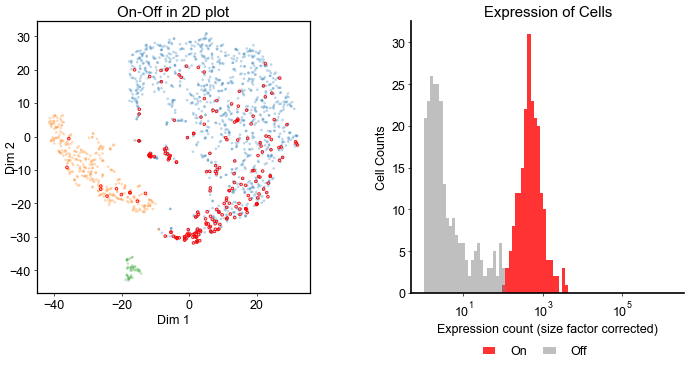 On-Off in 2D plot
30
20
10
0
−10
−20
−30
−40
Dim 2
−40
−20
0
20
Dim 1
Expression of Cells
30
25
20
15
10
5
0
Cell Counts
10^1
10^3
10^5
Expression count (size factor corrected)
On
Off